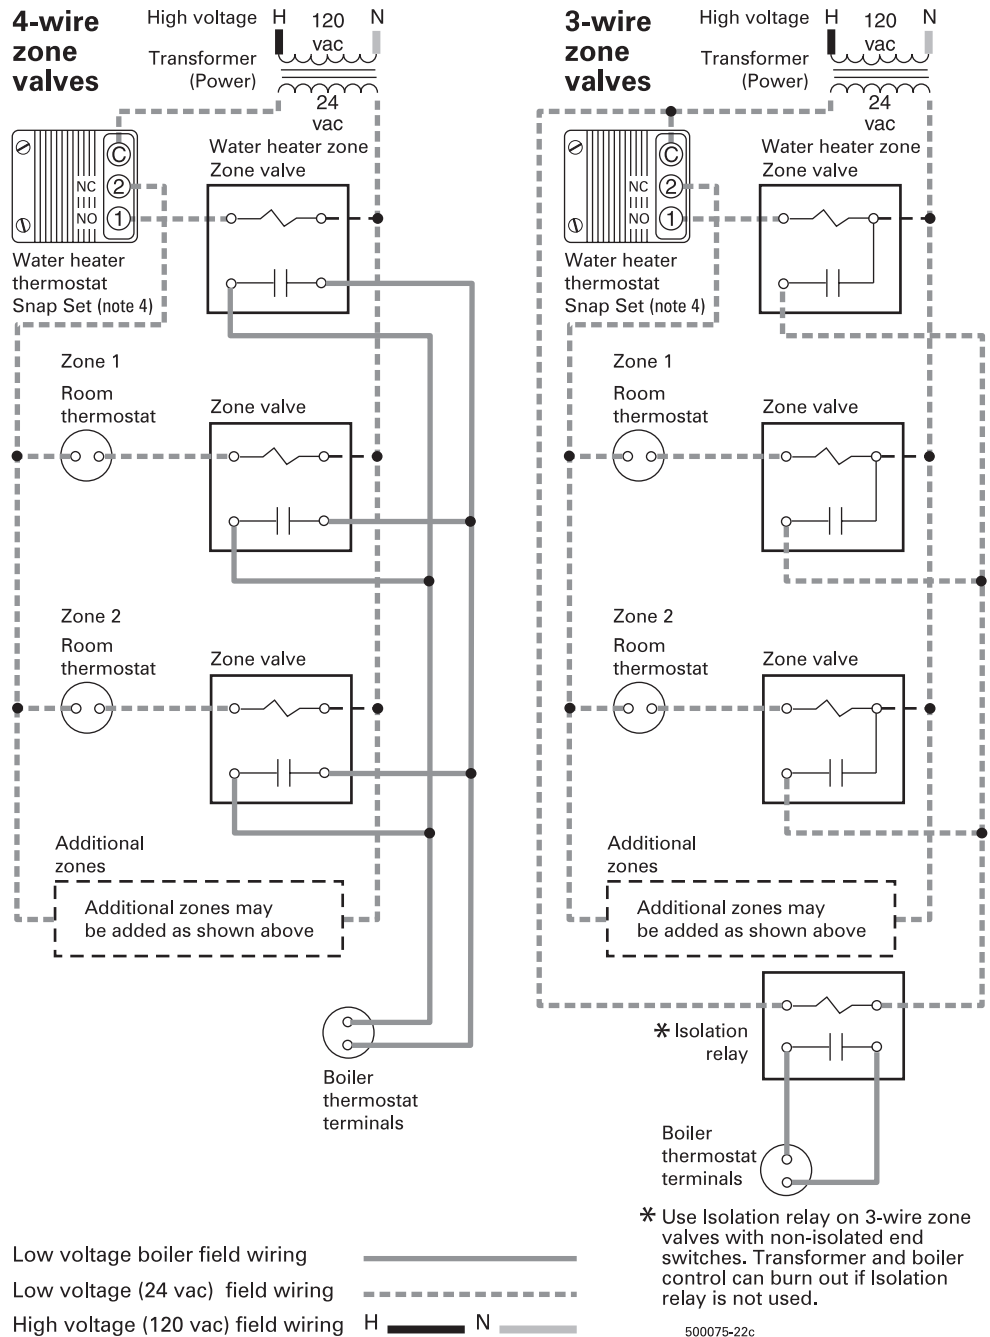 4-wire
zone
valves
High voltage
H
120
vac
N
Transformer
(Power)
24
vac
Water heater zone
Zone valve
C
NC
2
NO
1
Water heater
thermostat
Snap Set (note 4)
Zone 1
Room
thermostat
Zone valve
Zone 2
Room
thermostat
Zone valve
Additional
zones
Additional zones may
be added as shown above
Boiler
thermostat
terminals
3-wire
zone
valves
High voltage
H
120
vac
N
Transformer
(Power)
24
vac
Water heater zone
Zone valve
C
NC
2
NO
1
Water heater
thermostat
Snap Set (note 4)
Zone 1
Room
thermostat
Zone valve
Zone 2
Room
thermostat
Zone valve
Additional
zones
Additional zones may
be added as shown above
* Isolation
relay
Boiler
thermostat
terminals
* Use Isolation relay on 3-wire zone
valves with non-isolated end
switches. Transformer and boiler
control can burn out if Isolation
relay is not used.
Low voltage boiler field wiring
Low voltage (24 vac) field wiring
High voltage (120 vac) field wiring H N
500075-22c